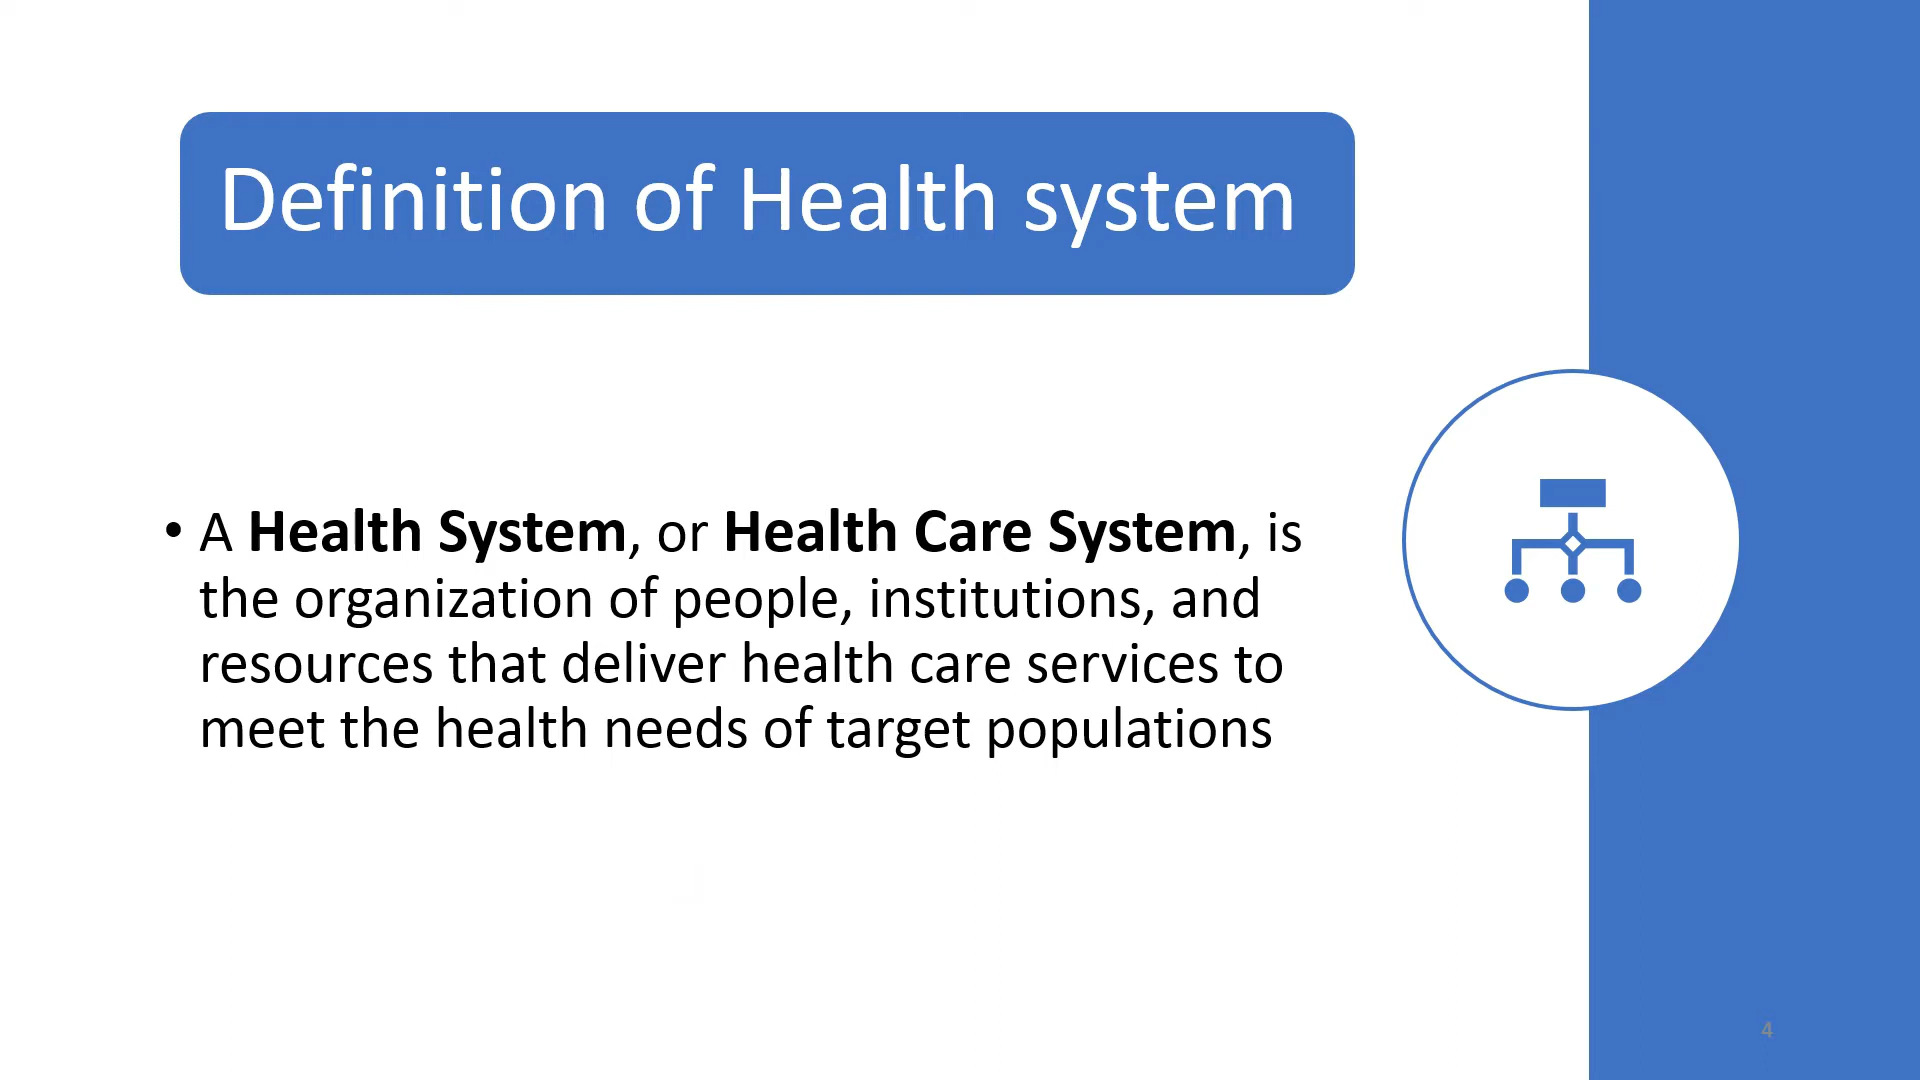 Definition of Health system
• A Health System, or Health Care System, is
the organization of people, institutions, and
resources that deliver health care services to
meet the health needs of target populations
4